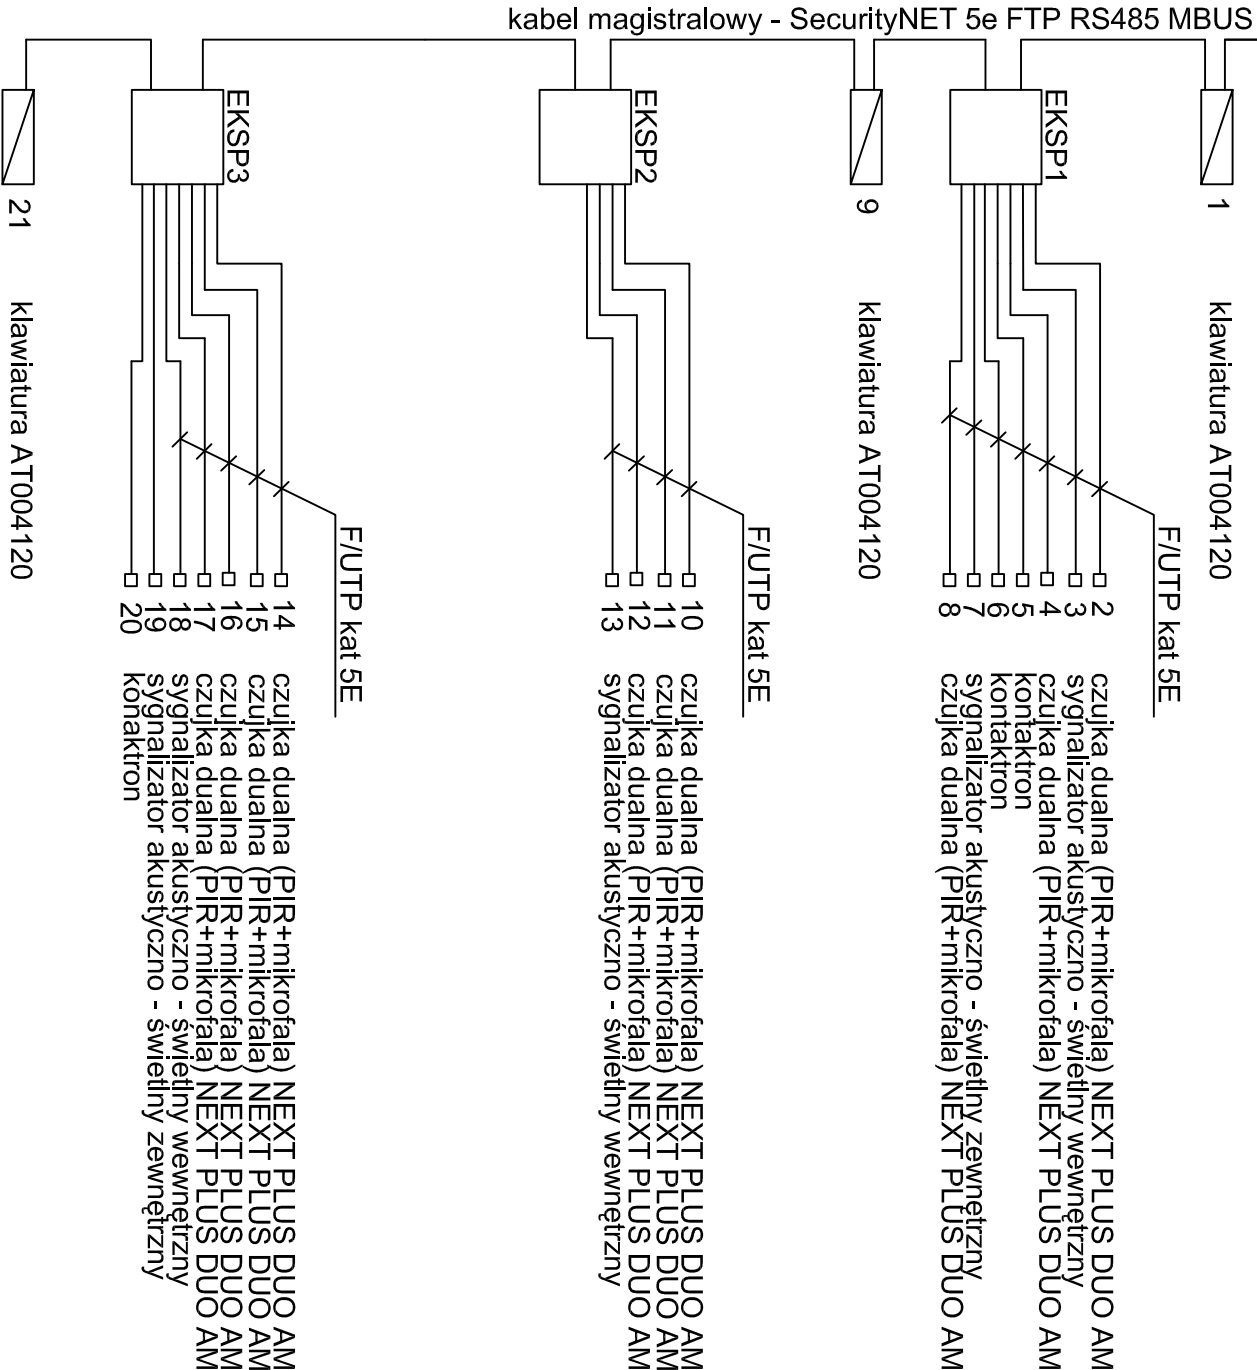 kabel magistralowy - SecurityNET 5e FTP RS485 MBUS
1 klawiatura AT004120
EKSP1
F/UTP kat 5E
2 czujka dualna (PIR+mikrofala) NEXT PLUS DUO AM
3 sygnalizator akustyczno - świetlny wewnętrzny
4 czujka dualna (PIR+mikrofala) NEXT PLUS DUO AM
5 kontaktron
6 kontaktron
7 sygnalizator akustyczno - świetlny zewnętrzny
8 czujka dualna (PIR+mikrofala) NEXT PLUS DUO AM
9 klawiatura AT004120
EKSP2
F/UTP kat 5E
10 czujka dualna (PIR+mikrofala) NEXT PLUS DUO AM
11 czujka dualna (PIR+mikrofala) NEXT PLUS DUO AM
12 czujka dualna (PIR+mikrofala) NEXT PLUS DUO AM
13 sygnalizator akustyczno - świetlny wewnętrzny
EKSP3
F/UTP kat 5E
14 czujka dualna (PIR+mikrofala) NEXT PLUS DUO AM
15 czujka dualna (PIR+mikrofala) NEXT PLUS DUO AM
16 czujka dualna (PIR+mikrofala) NEXT PLUS DUO AM
17 czujka dualna (PIR+mikrofala) NEXT PLUS DUO AM
18 sygnalizator akustyczno - świetlny wewnętrzny
19 sygnalizator akustyczno - świetlny zewnętrzny
20 konaktron
21 klawiatura AT004120